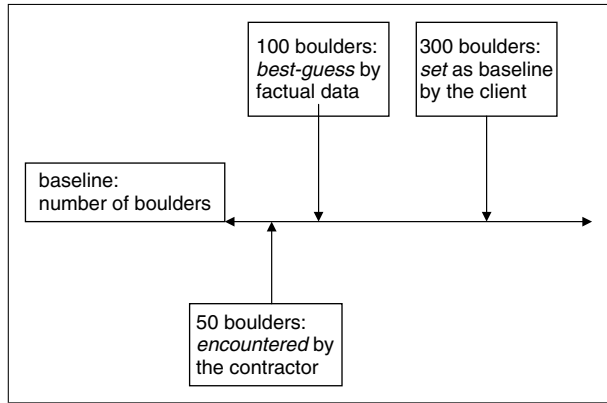 100 boulders:
best-guess by
factual data
300 boulders:
set as baseline
by the client
baseline:
number of boulders
50 boulders:
encountered by
the contractor